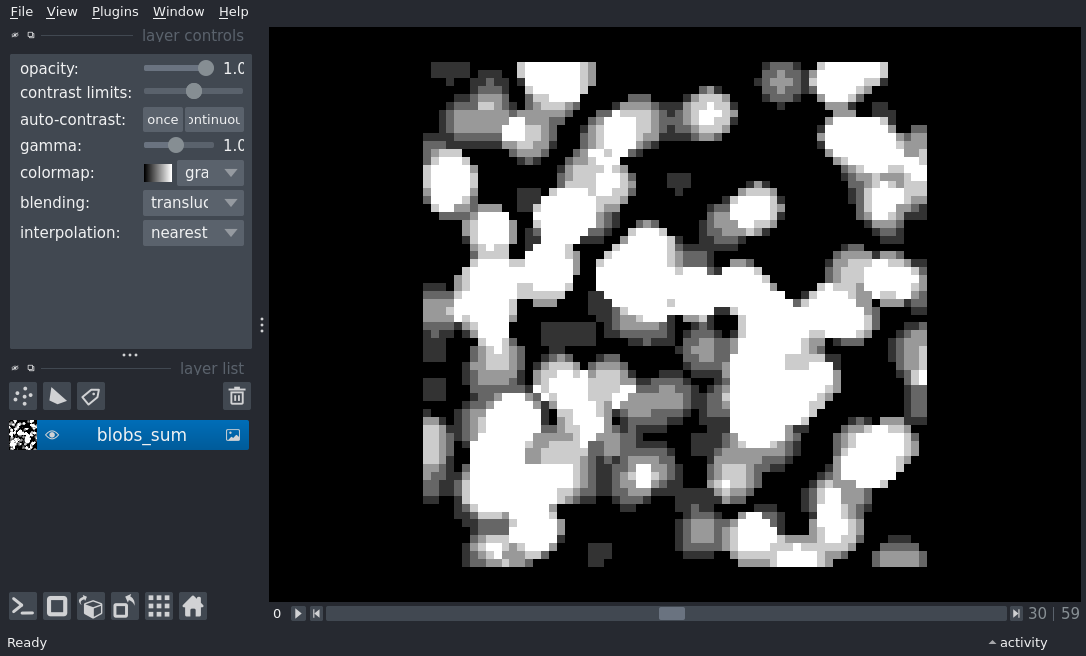 File View Plugins Window Help
layer controls
opacity: 1.0
contrast limits:
auto-contrast: once ontinuou
gamma: 1.0
colormap: gra
blending: transluc
interpolation: nearest
layer list
blobs_sum
0 30 59
Ready activity